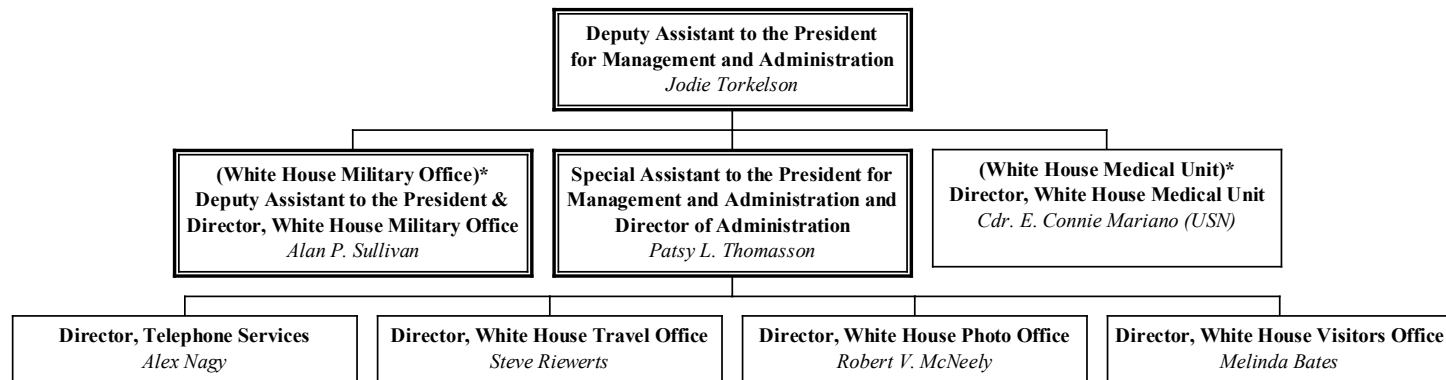 Deputy Assistant to the President
for Management and Administration
Jodie Torkelson
(White House Military Office)*
Deputy Assistant to the President &
Director, White House Military Office
Alan P. Sullivan
Special Assistant to the President for
Management and Administration and
Director of Administration
Patsy L. Thomasson
(White House Medical Unit)*
Director, White House Medical Unit
Cdr. E. Connie Mariano (USN)
Director, Telephone Services
Alex Nagy
Director, White House Travel Office
Steve Riewerts
Director, White House Photo Office
Robert V. McNeely
Director, White House Visitors Office
Melinda Bates